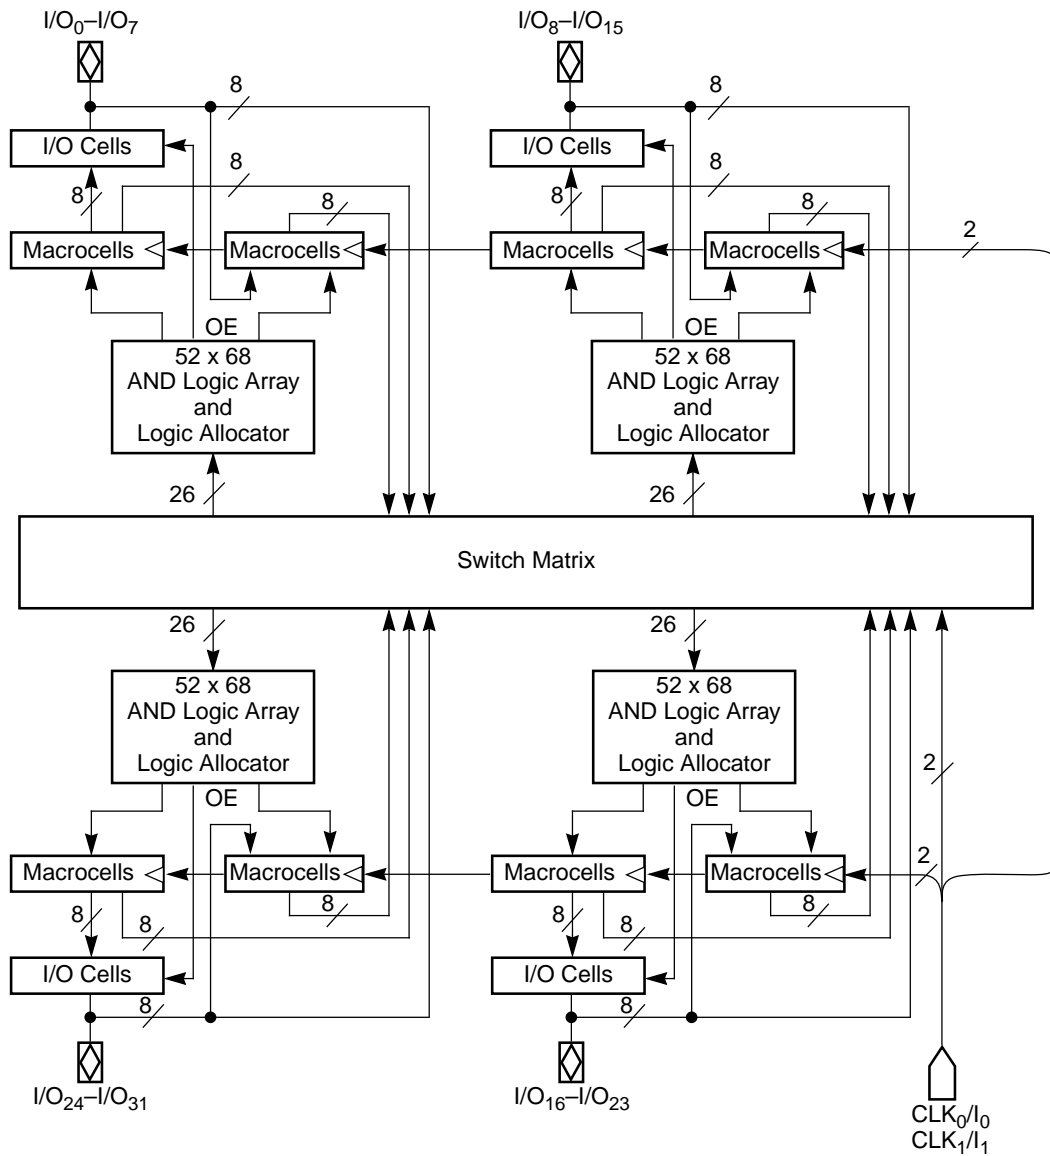 I/O0–I/O7
I/O8–I/O15
8
8
I/O Cells
I/O Cells
8
8
8
8
8
8
Macrocells
Macrocells
Macrocells
Macrocells
2
OE
OE
52 x 68
AND Logic Array
and
Logic Allocator
52 x 68
AND Logic Array
and
Logic Allocator
26
26
Switch Matrix
26
26
52 x 68
AND Logic Array
and
Logic Allocator
52 x 68
AND Logic Array
and
Logic Allocator
2
OE
OE
Macrocells
Macrocells
Macrocells
Macrocells
2
8
8
8
8
8
8
I/O Cells
I/O Cells
8
8
I/O24–I/O31
I/O16–I/O23
CLK0/I0
CLK1/I1